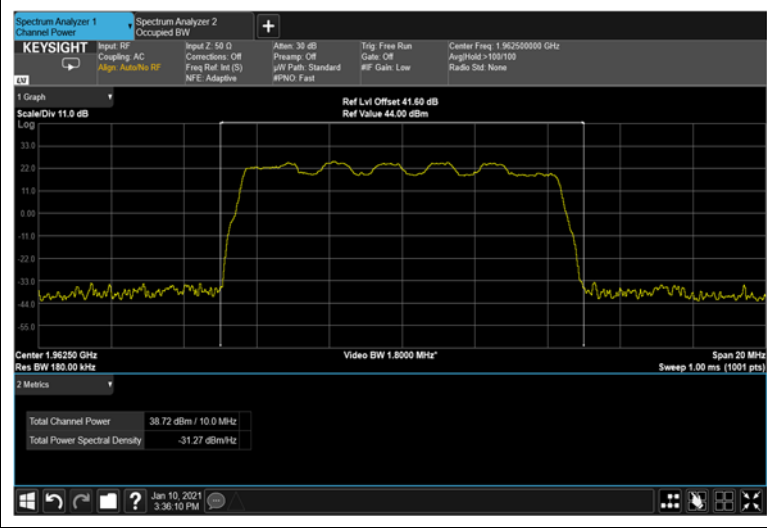 Spectrum Analyzer 1
Channel Power
Spectrum Analyzer 2
Occupied BW
KEYSIGHT
Input: RF
Coupling: AC
Align: Auto/No RF
Input Z: 50 Ω
Corrections: Off
Freq Ref: Int (S)
NFE: Adaptive
Atten: 30 dB
Preamp: Off
µW Path: Standard
#PNO: Fast
Trig: Free Run
Gate: Off
#IF Gain: Low
Center Freq: 1.962500000 GHz
Avg|Hold:>100/100
Radio Std: None
LXI
1 Graph
Scale/Div 11.0 dB
Ref Lvl Offset 41.60 dB
Ref Value 44.00 dBm
Log
33.0
22.0
11.0
0.00
-11.0
-22.0
-33.0
-44.0
-55.0
Center 1.96250 GHz
Res BW 180.00 kHz
Video BW 1.8000 MHz*
Span 20 MHz
Sweep 1.00 ms (1001 pts)
2 Metrics
Total Channel Power 38.72 dBm / 10.0 MHz
Total Power Spectral Density -31.27 dBm/Hz
Jan 10, 2021
3:36:10 PM